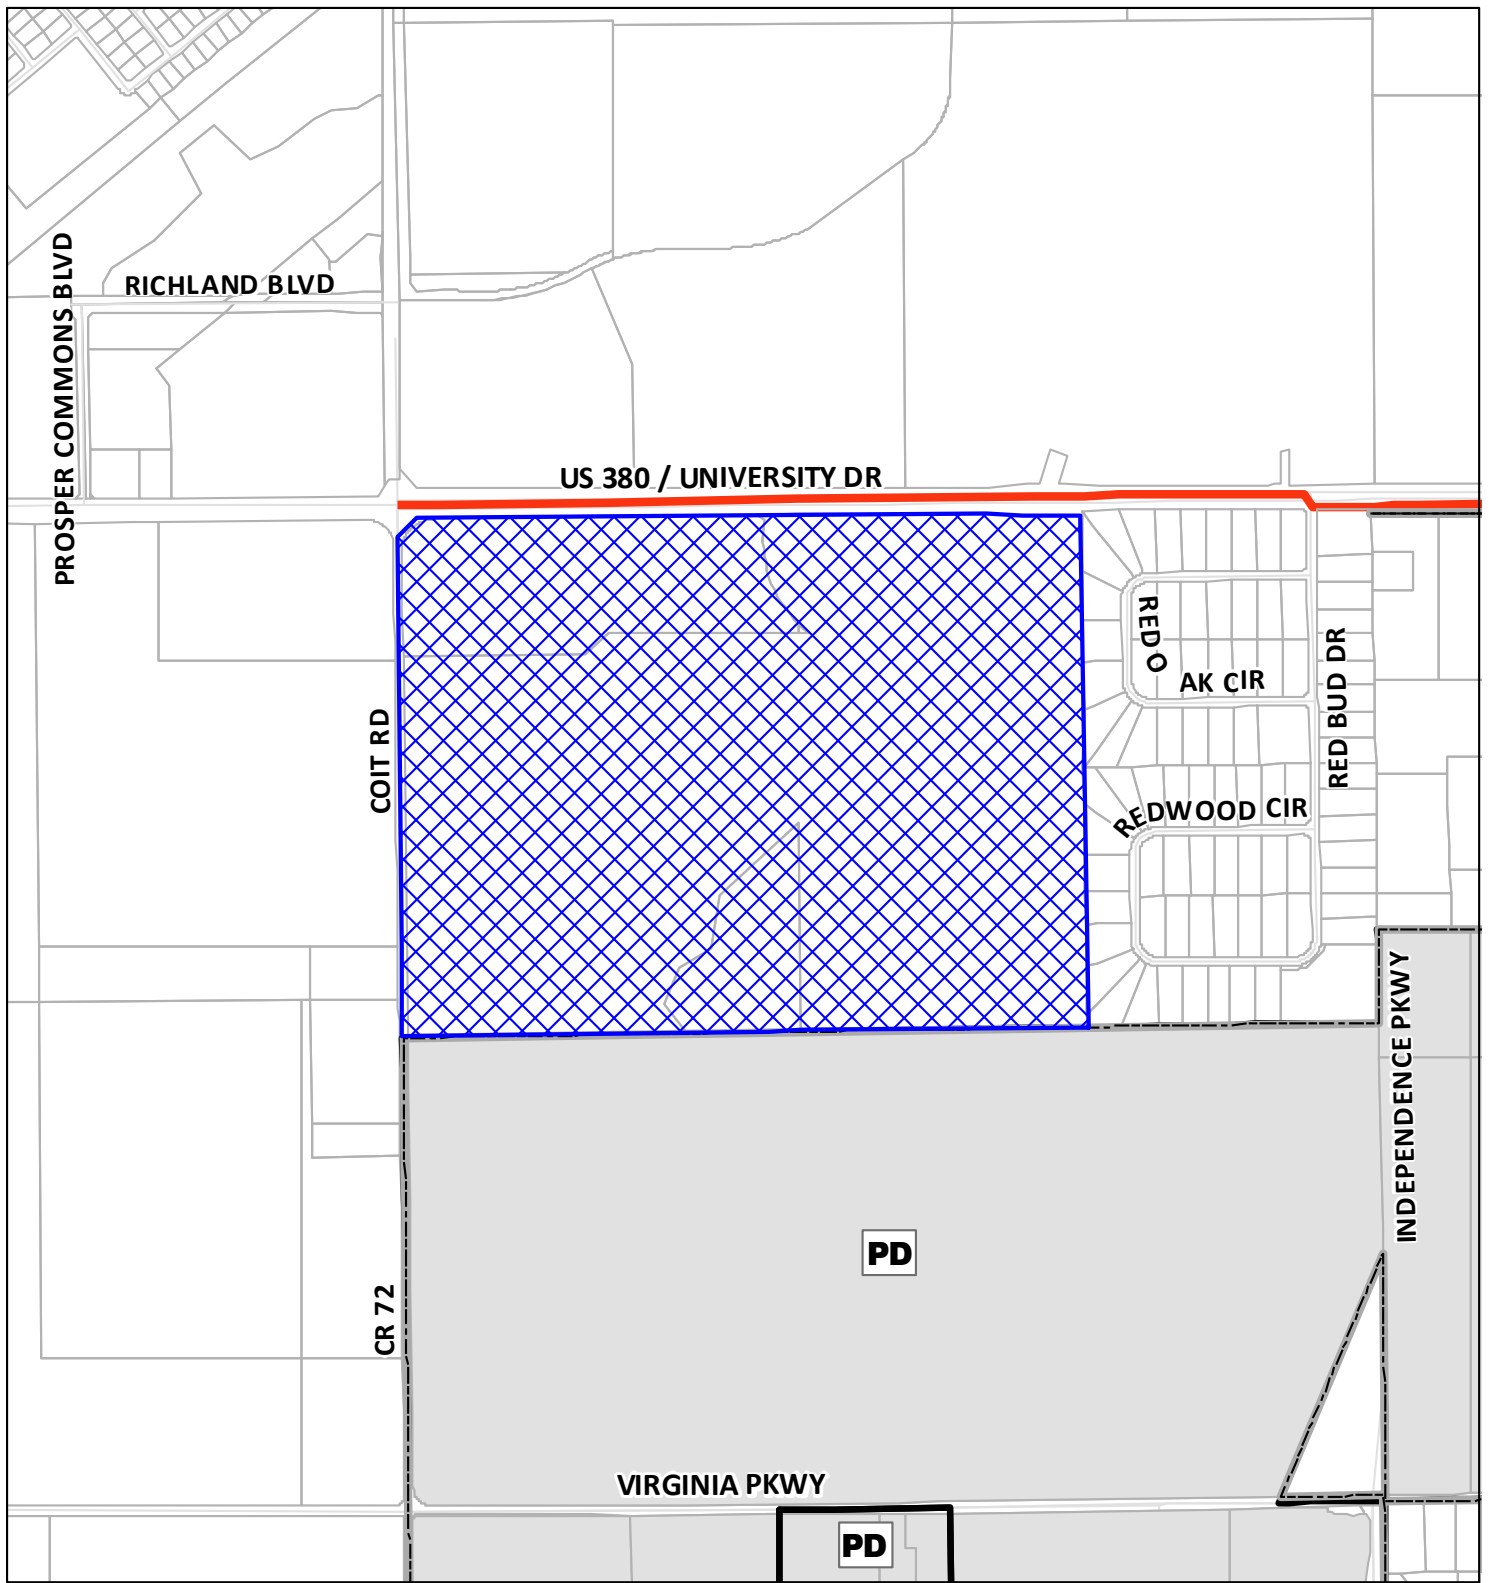 RICHLAND BLVD
PROSPER COMMONS BLVD
US 380 / UNIVERSITY DR
RED O
AK CIR
RED BUD DR
COIT RD
REDWOOD CIR
INDEPENDENCE PKWY
PD
CR 72
VIRGINIA PKWY
PD